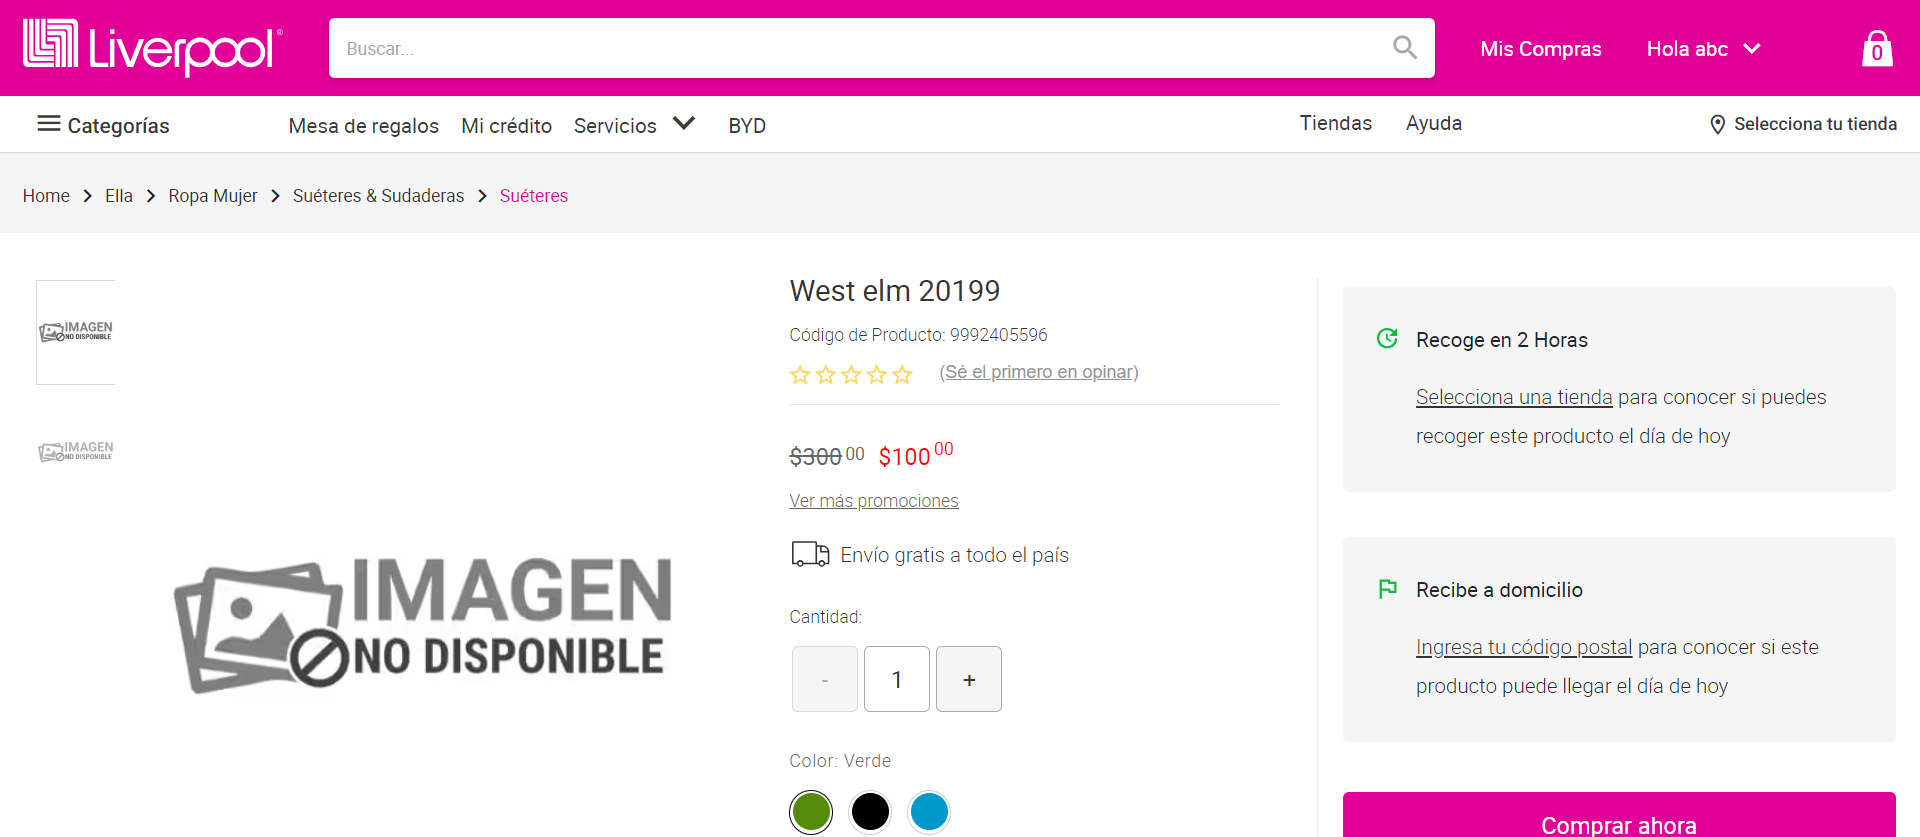 Liverpool®
Buscar...
Mis Compras
Hola abc
0
Categorías
Mesa de regalos
Mi crédito
Servicios
BYD
Tiendas
Ayuda
Selecciona tu tienda
Home > Ella > Ropa Mujer > Suéteres & Sudaderas > Suéteres
IMAGEN
NO DISPONIBLE
IMAGEN
NO DISPONIBLE
IMAGEN
NO DISPONIBLE
West elm 20199
Código de Producto: 9992405596
(Sé el primero en opinar)
$300 00 $100 00
Ver más promociones
Envío gratis a todo el país
Cantidad:
- 1 +
Color: Verde
Recoge en 2 Horas
Selecciona una tienda para conocer si puedes
recoger este producto el día de hoy
Recibe a domicilio
Ingresa tu código postal para conocer si este
producto puede llegar el día de hoy
Comprar ahora